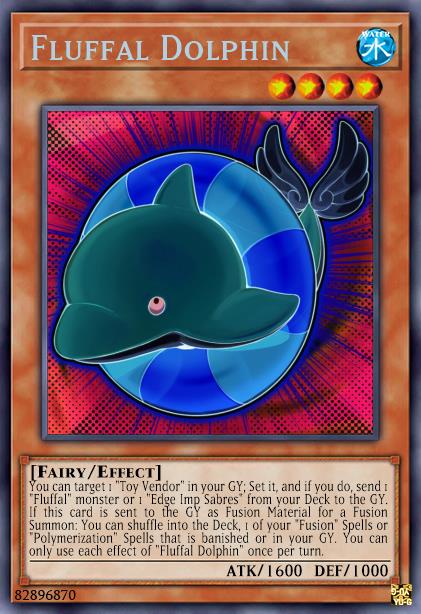 FLUFFAL DOLPHIN
WATER
水
[FAIRY/EFFECT]
You can target 1 "Toy Vendor" in your GY; Set it, and if you do, send 1
"Fluffal" monster or 1 "Edge Imp Sabres" from your Deck to the GY.
If this card is sent to the GY as Fusion Material for a Fusion
Summon: You can shuffle into the Deck, 1 of your "Fusion" Spells or
"Polymerization" Spells that is banished or in your GY. You can
only use each effect of "Fluffal Dolphin" once per turn.
ATK/1600 DEF/1000
82896870